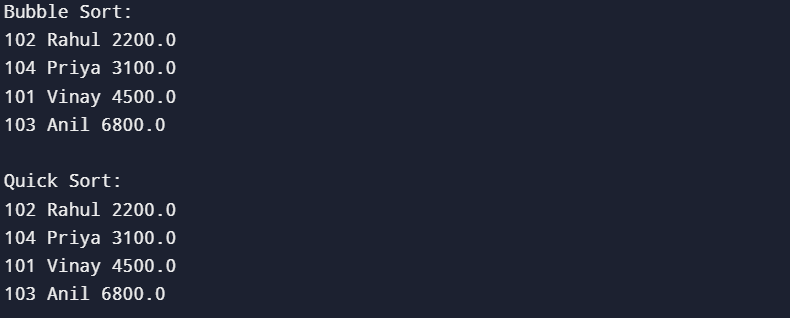 Bubble Sort:
102 Rahul 2200.0
104 Priya 3100.0
101 Vinay 4500.0
103 Anil 6800.0

Quick Sort:
102 Rahul 2200.0
104 Priya 3100.0
101 Vinay 4500.0
103 Anil 6800.0